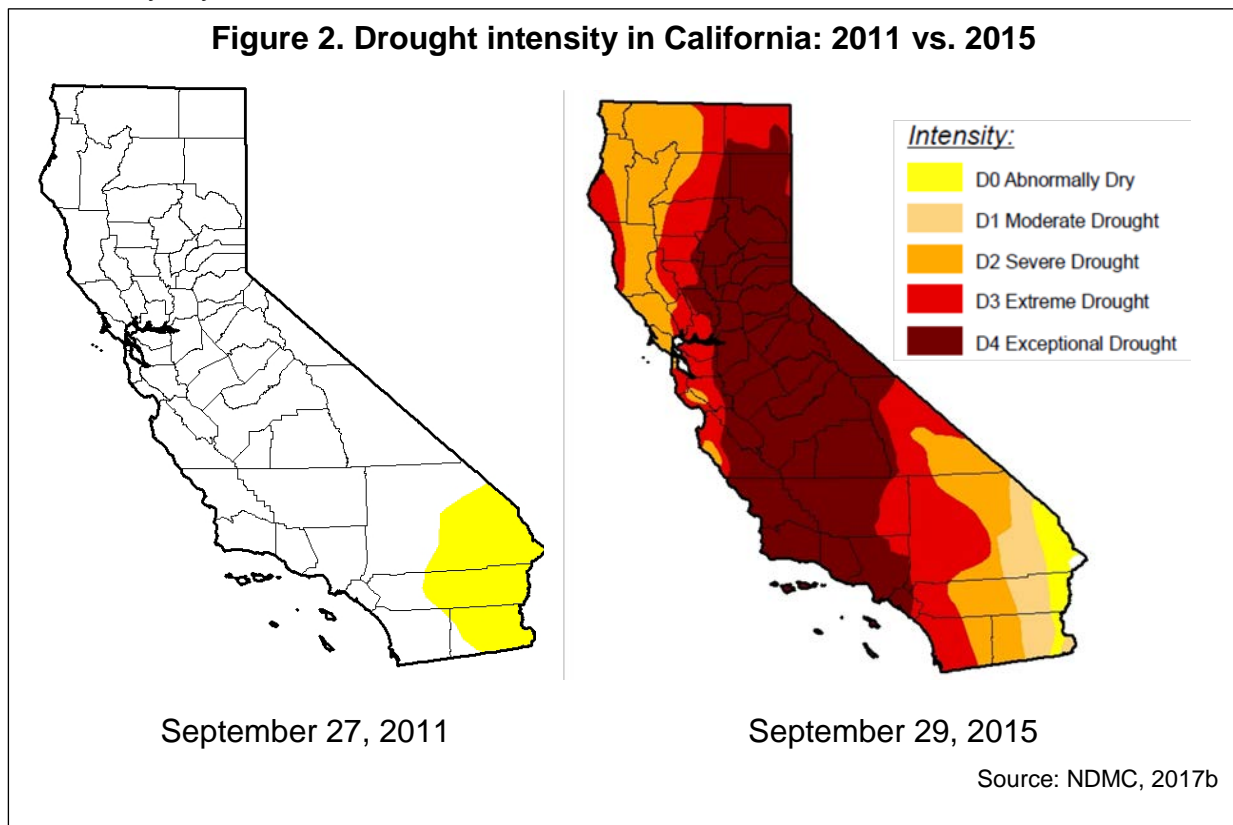 Figure 2. Drought intensity in California: 2011 vs. 2015
Intensity:
D0 Abnormally Dry
D1 Moderate Drought
D2 Severe Drought
D3 Extreme Drought
D4 Exceptional Drought
September 27, 2011
September 29, 2015
Source: NDMC, 2017b